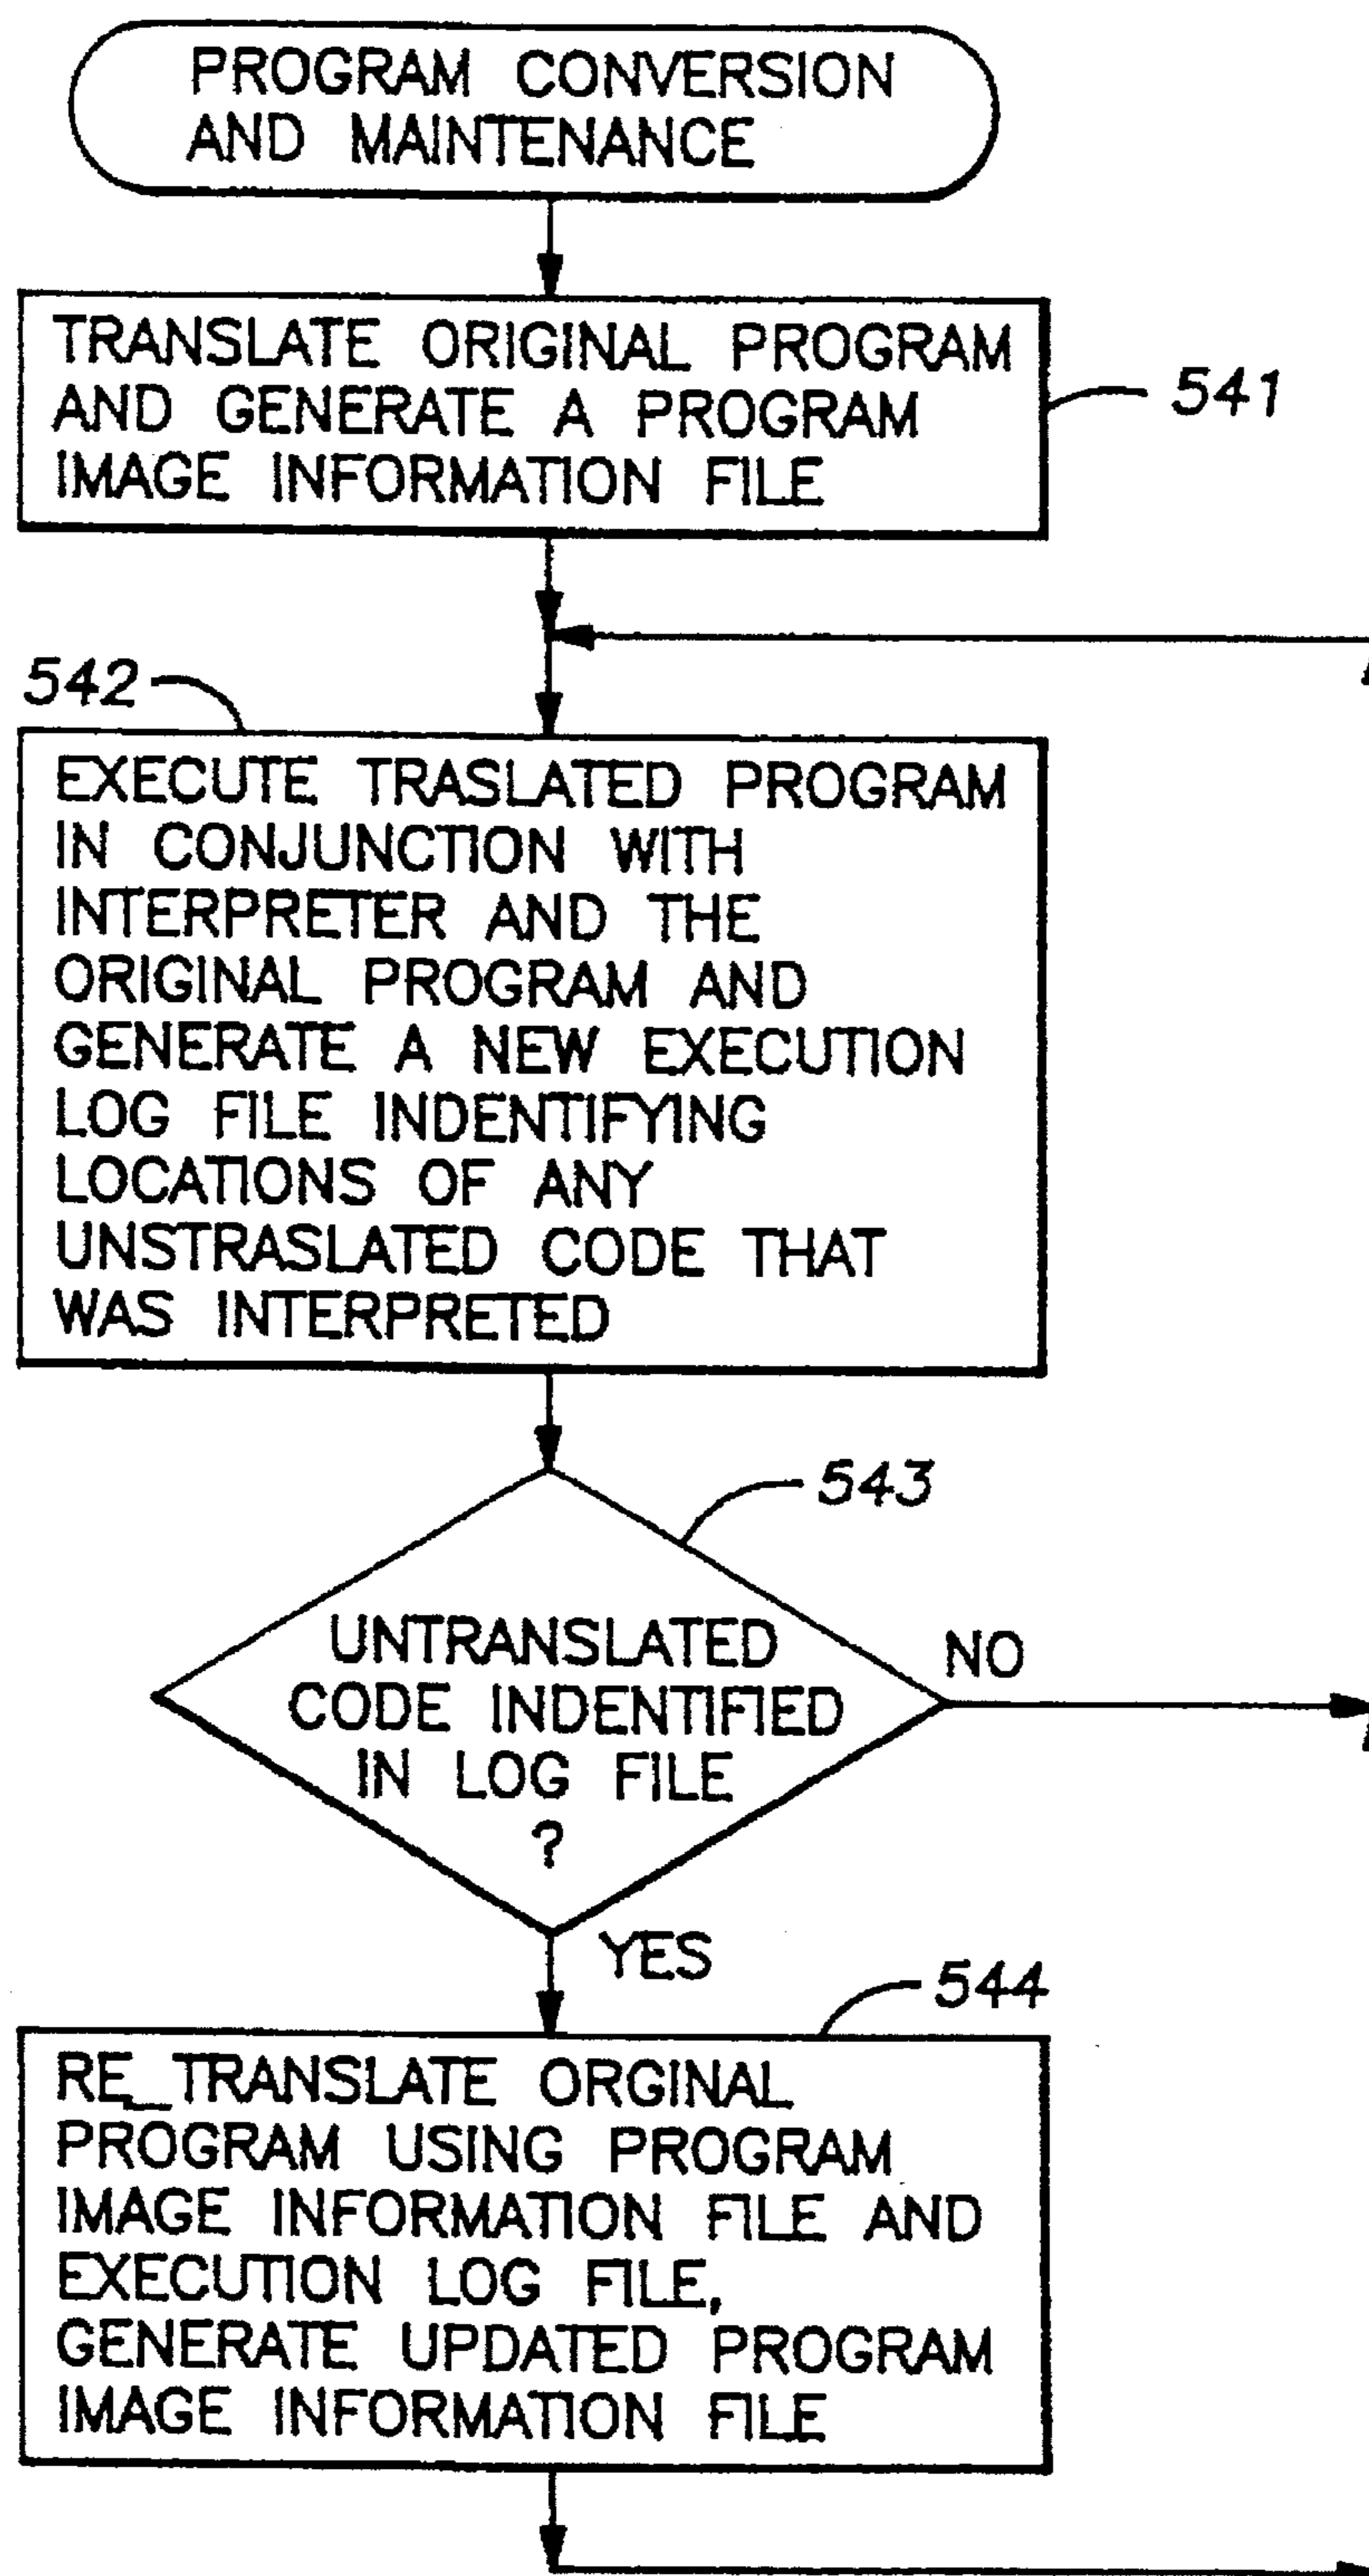 PROGRAM CONVERSION
AND MAINTENANCE
TRANSLATE ORIGINAL PROGRAM
AND GENERATE A PROGRAM
IMAGE INFORMATION FILE
541
542
EXECUTE TRASLATED PROGRAM
IN CONJUNCTION WITH
INTERPRETER AND THE
ORIGINAL PROGRAM AND
GENERATE A NEW EXECUTION
LOG FILE INDENTIFYING
LOCATIONS OF ANY
UNSTRASLATED CODE THAT
WAS INTERPRETED
543
UNTRANSLATED
CODE INDENTIFIED
IN LOG FILE
?
NO
YES
544
RE_TRANSLATE ORGINAL
PROGRAM USING PROGRAM
IMAGE INFORMATION FILE AND
EXECUTION LOG FILE,
GENERATE UPDATED PROGRAM
IMAGE INFORMATION FILE